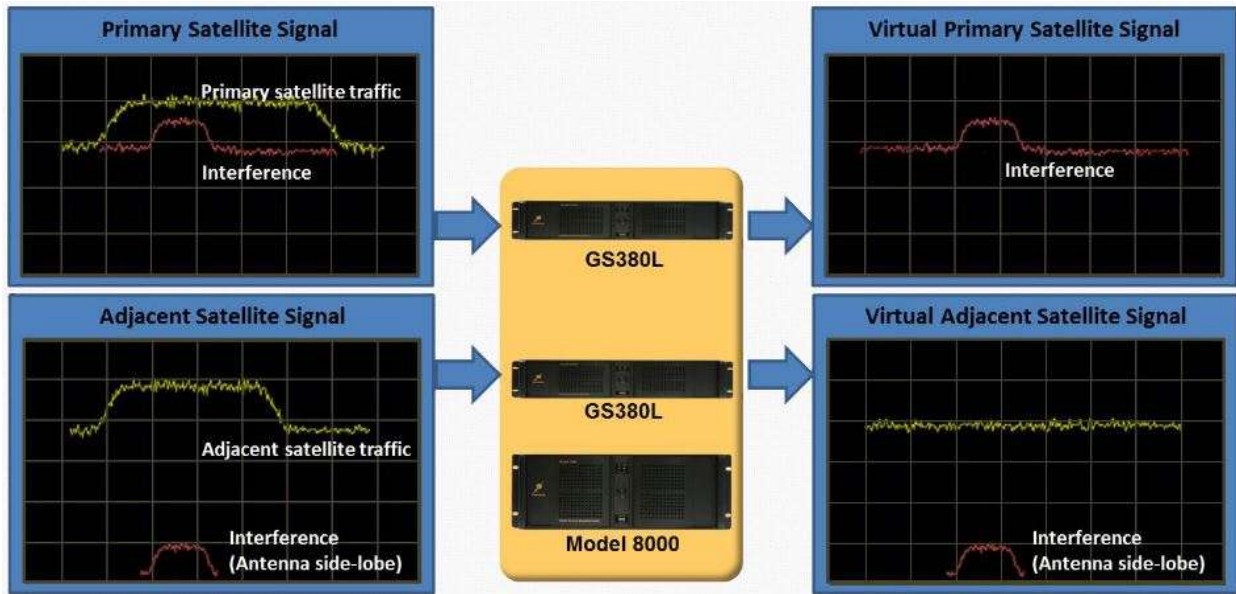 Primary Satellite Signal
Primary satellite traffic
Interference
Adjacent Satellite Signal
Adjacent satellite traffic
Interference
(Antenna side-lobe)
GS380L
GS380L
Model 8000
Virtual Primary Satellite Signal
Interference
Virtual Adjacent Satellite Signal
Interference
(Antenna side-lobe)